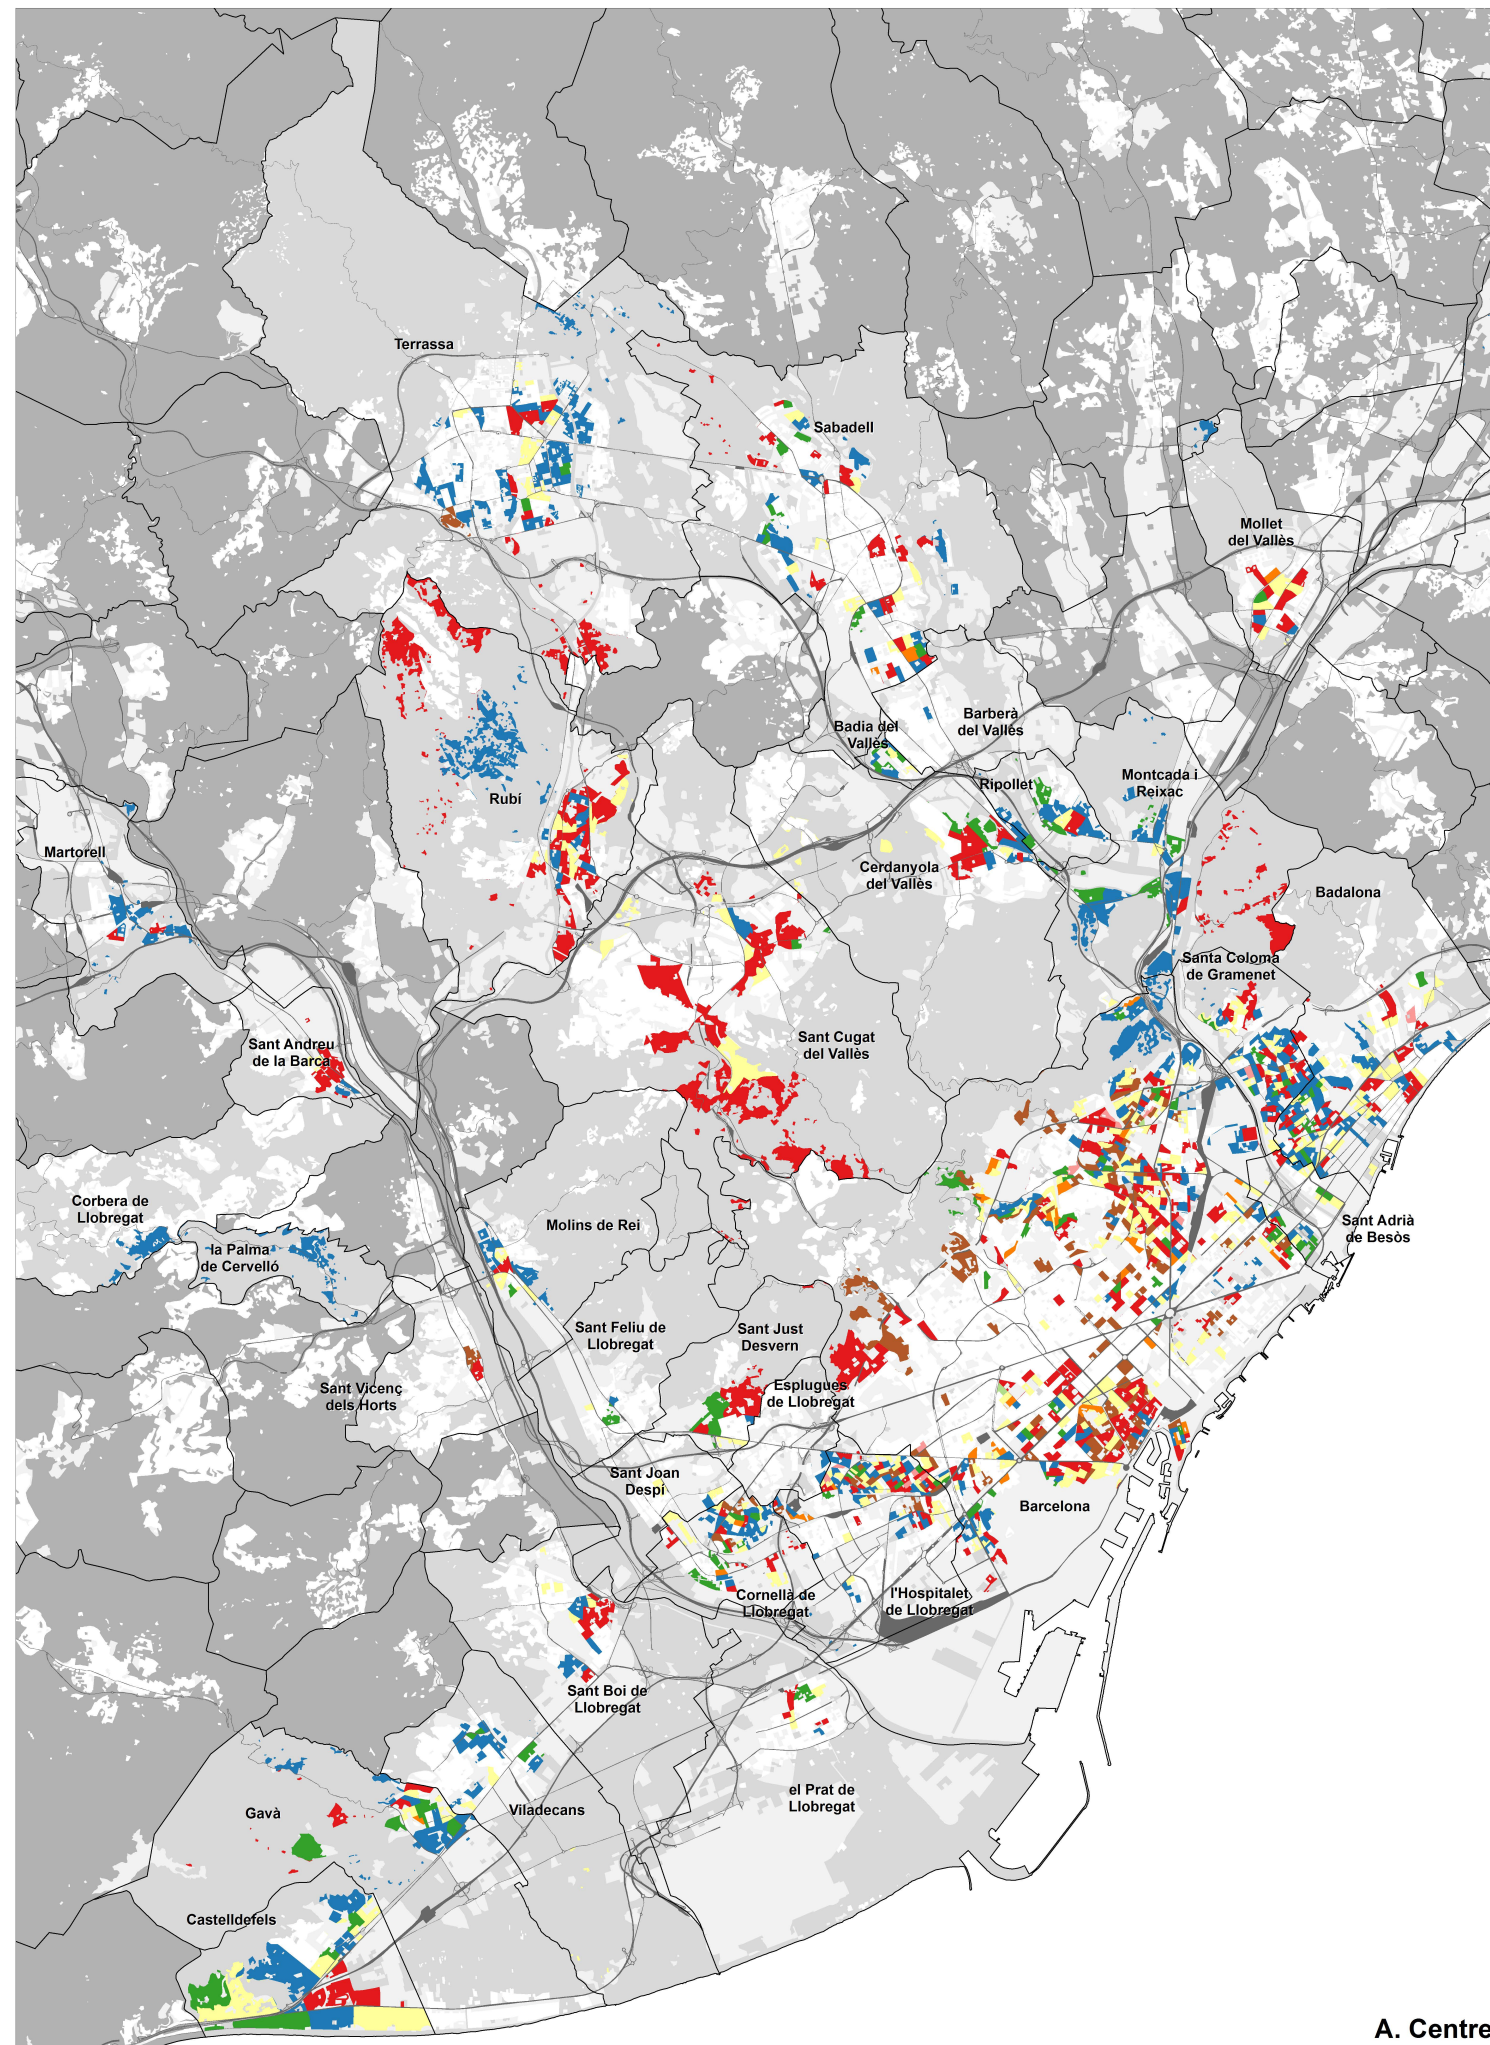 Terrassa
Sabadell
Mollet
del Vallès
Badia del
Vallès
Barberà
del Vallès
Rubí
Ripollet
Montcada i
Reixac
Martorell
Cerdanyola
del Vallès
Badalona
Santa Coloma
de Gramenet
Sant Andreu
de la Barca
Sant Cugat
del Vallès
Corbera de
Llobregat
la Palma
de Cervelló
Molins de Rei
Sant Adrià
de Besòs
Sant Feliu de
Llobregat
Sant Just
Desvern
Sant Vicenç
dels Horts
Esplugues
de Llobregat
Sant Joan
Despí
Barcelona
Cornellà de
Llobregat
l'Hospitalet
de Llobregat
Sant Boi de
Llobregat
el Prat de
Llobregat
Gavà
Viladecans
Castelldefels
A. Centre